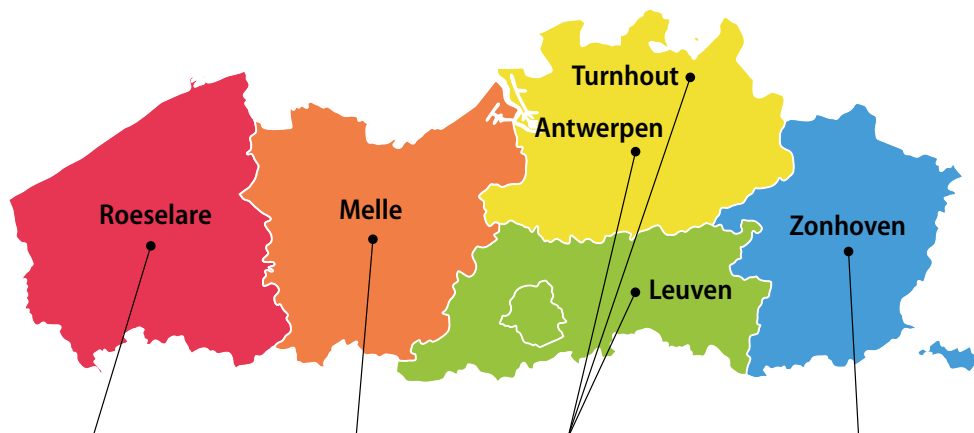 Turnhout
Antwerpen
Roeselare
Melle
Zonhoven
Leuven